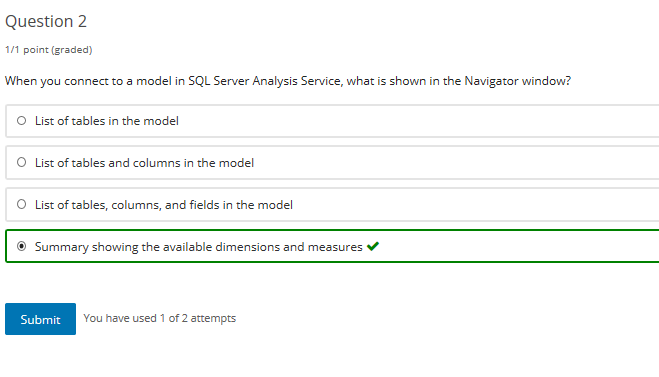 Question 2
1/1 point (graded)
When you connect to a model in SQL Server Analysis Service, what is shown in the Navigator window?
List of tables in the model
List of tables and columns in the model
List of tables, columns, and fields in the model
Summary showing the available dimensions and measures
Submit You have used 1 of 2 attempts